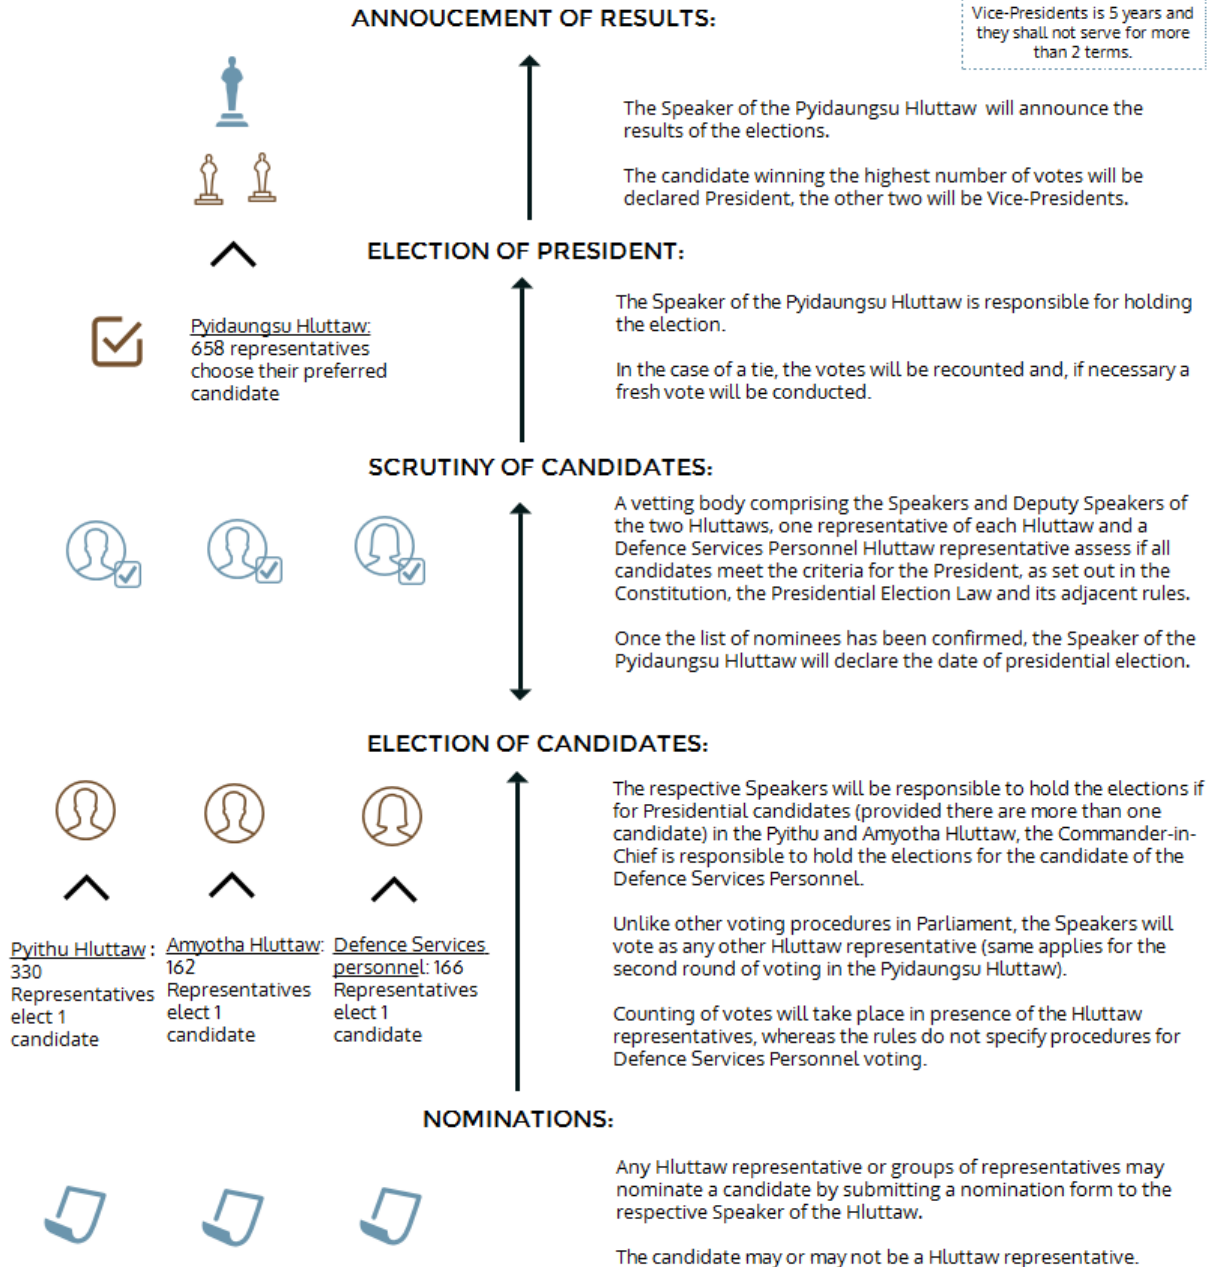 ANNOUCEMENT OF RESULTS:
Vice-Presidents is 5 years and
they shall not serve for more
than 2 terms.
The Speaker of the Pyidaungsu Hluttaw will announce the
results of the elections.
The candidate winning the highest number of votes will be
declared President, the other two will be Vice-Presidents.
ELECTION OF PRESIDENT:
Pyidaungsu Hluttaw:
658 representatives
choose their preferred
candidate
The Speaker of the Pyidaungsu Hluttaw is responsible for holding
the election.
In the case of a tie, the votes will be recounted and, if necessary a
fresh vote will be conducted.
SCRUTINY OF CANDIDATES:
A vetting body comprising the Speakers and Deputy Speakers of
the two Hluttaws, one representative of each Hluttaw and a
Defence Services Personnel Hluttaw representative assess if all
candidates meet the criteria for the President, as set out in the
Constitution, the Presidential Election Law and its adjacent rules.
Once the list of nominees has been confirmed, the Speaker of the
Pyidaungsu Hluttaw will declare the date of presidential election.
ELECTION OF CANDIDATES:
Pyithu Hluttaw :
330
Representatives
elect 1
candidate
Amyotha Hluttaw:
162
Representatives
elect 1
candidate
Defence Services
personnel: 166
Representatives
elect 1
candidate
The respective Speakers will be responsible to hold the elections if
for Presidential candidates (provided there are more than one
candidate) in the Pyithu and Amyotha Hluttaw, the Commander-in-
Chief is responsible to hold the elections for the candidate of the
Defence Services Personnel.
Unlike other voting procedures in Parliament, the Speakers will
vote as any other Hluttaw representative (same applies for the
second round of voting in the Pyidaungsu Hluttaw).
Counting of votes will take place in presence of the Hluttaw
representatives, whereas the rules do not specify procedures for
Defence Services Personnel voting.
NOMINATIONS:
Any Hluttaw representative or groups of representatives may
nominate a candidate by submitting a nomination form to the
respective Speaker of the Hluttaw.
The candidate may or may not be a Hluttaw representative.